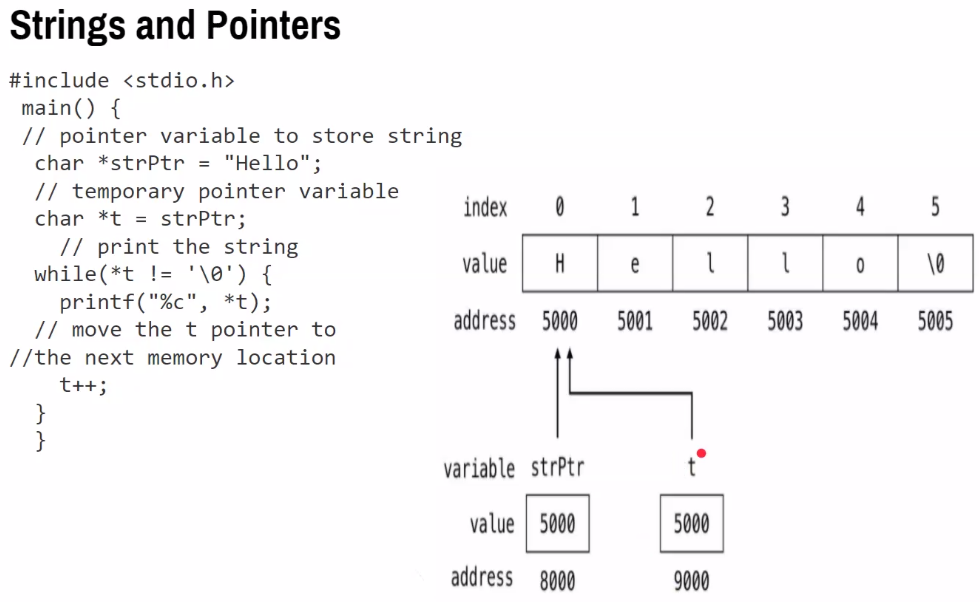 Strings and Pointers
#include <stdio.h>
main() {
// pointer variable to store string
char *strPtr = "Hello";
// temporary pointer variable
char *t = strPtr;
// print the string
while(*t != '\0') {
printf("%c", *t);
// move the t pointer to
//the next memory location
t++;
}
}
index 0 1 2 3 4 5
value H e l l o \0
address 5000 5001 5002 5003 5004 5005
variable strPtr t
value 5000 5000
address 8000 9000